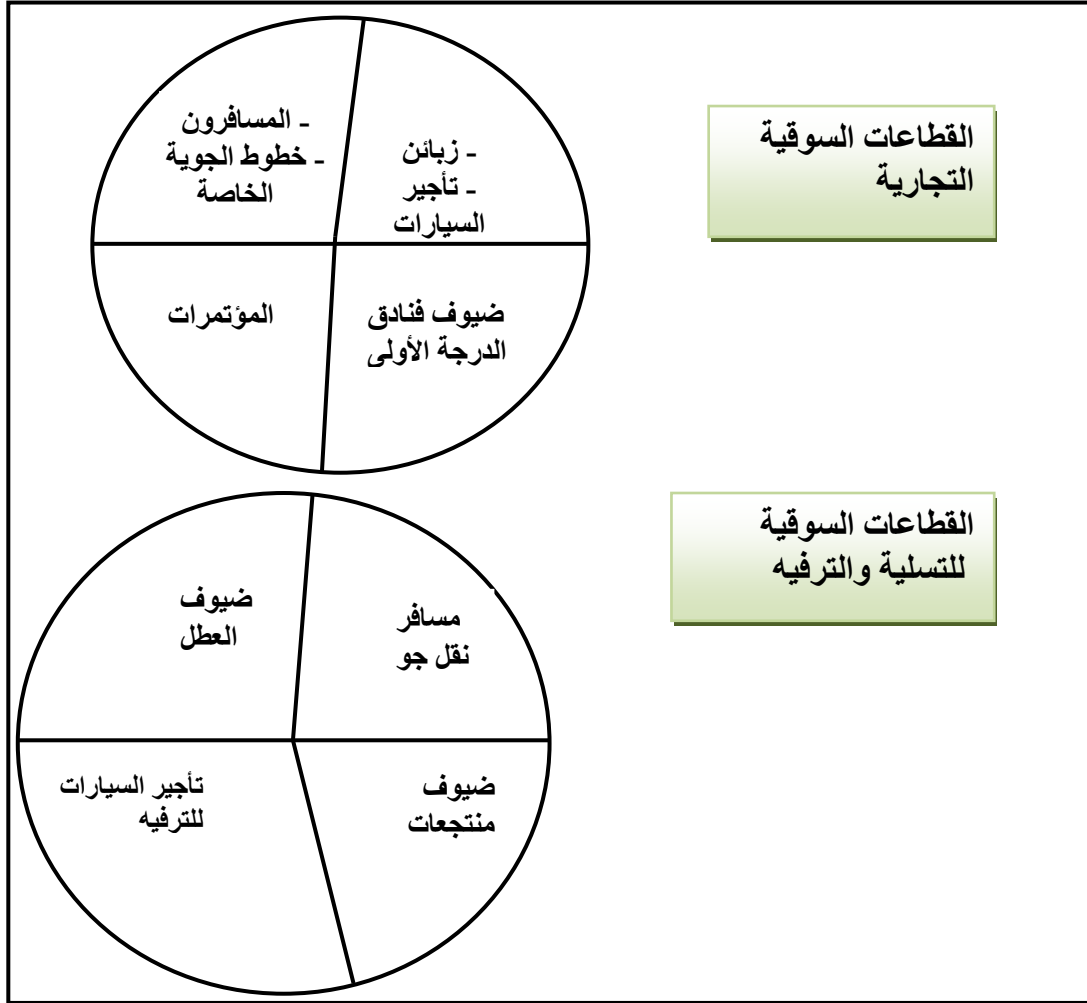 القطاعات السوقية
التجارية
- زبائن
- تأجير
السيارات
- المسافرون
- خطوط الجوية
الخاصة
ضيوف فنادق
الدرجة الأولى
المؤتمرات
القطاعات السوقية
للتسلية والترفيه
مسافر
نقل جو
ضيوف
العطل
ضيوف
منتجعات
تأجير السيارات
للترفيه